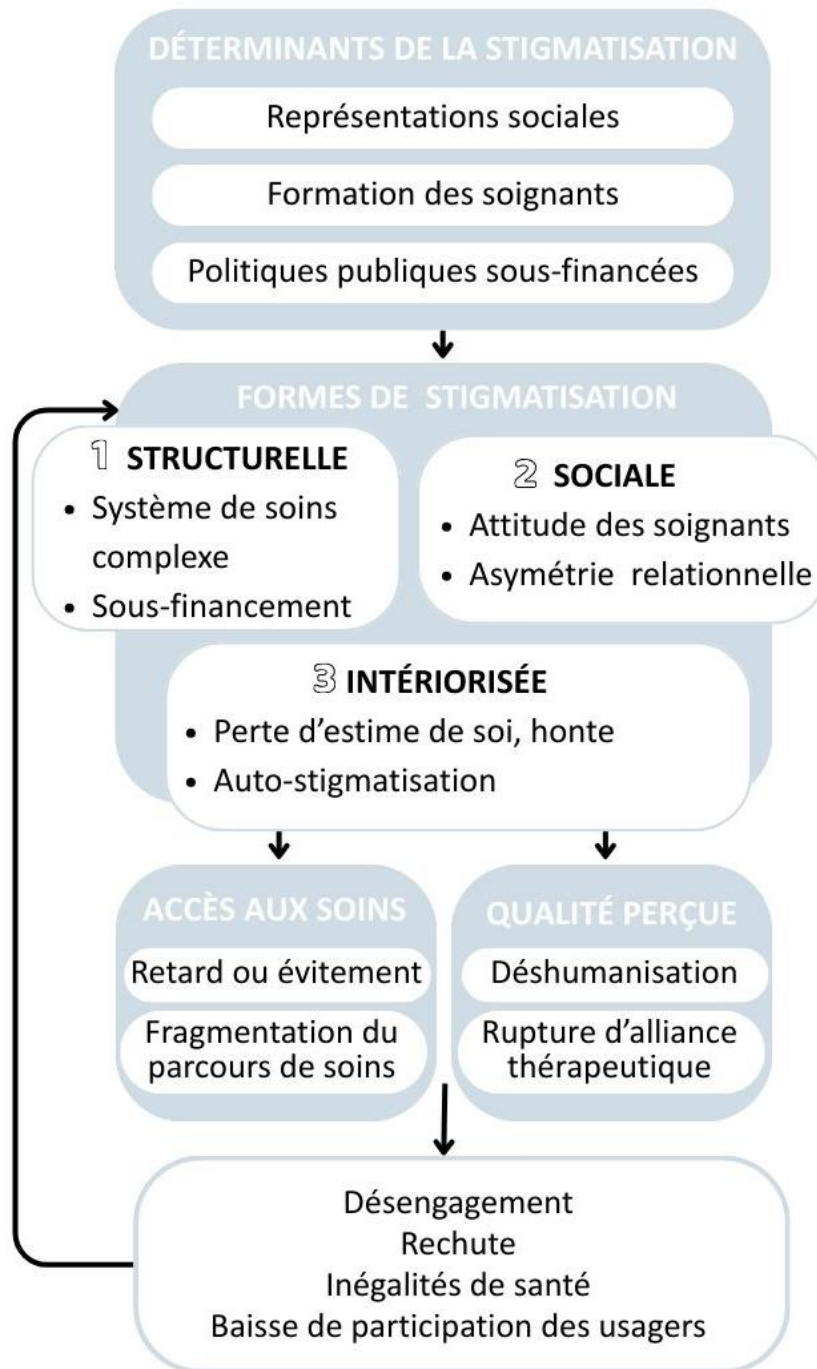 DÉTERMINANTS DE LA STIGMATISATION
Représentations sociales
Formation des soignants
Politiques publiques sous-financées
FORMES DE STIGMATISATION
1 STRUCTURELLE
• Système de soins
complexe
• Sous-financement
2 SOCIALE
• Attitude des soignants
• Asymétrie relationnelle
3 INTÉRIORISÉE
• Perte d’estime de soi, honte
• Auto-stigmatisation
ACCÈS AUX SOINS
Retard ou évitement
Fragmentation du
parcours de soins
QUALITÉ PERÇUE
Déshumanisation
Rupture d’alliance
thérapeutique
Désengagement
Rechute
Inégalités de santé
Baisse de participation des usagers